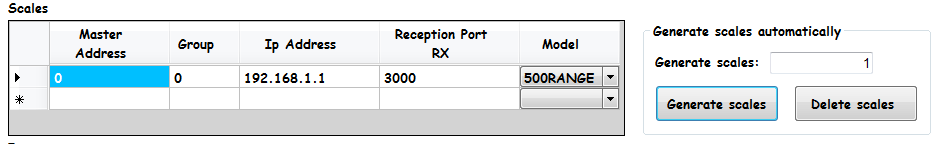 Scales
Master Address Group Ip Address Reception Port RX Model
0 0 192.168.1.1 3000 500RANGE
*
Generate scales automatically
Generate scales: 1
Generate scales Delete scales